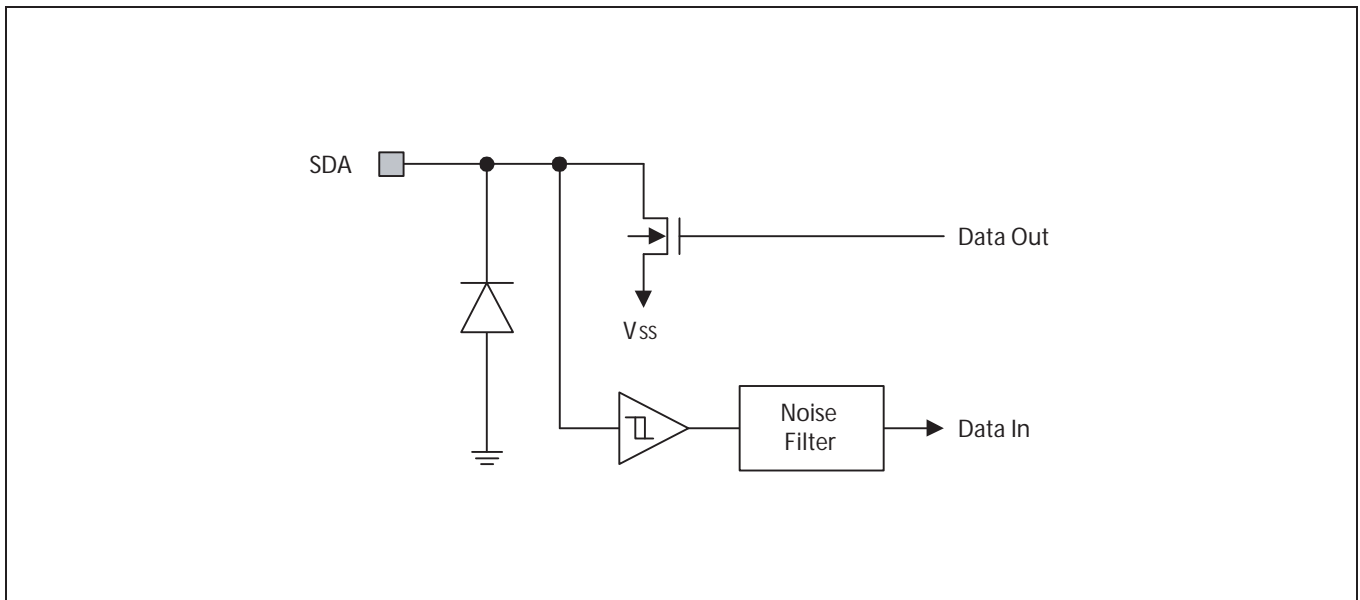 SDA
Data Out
VSS
Noise
Filter
Data In